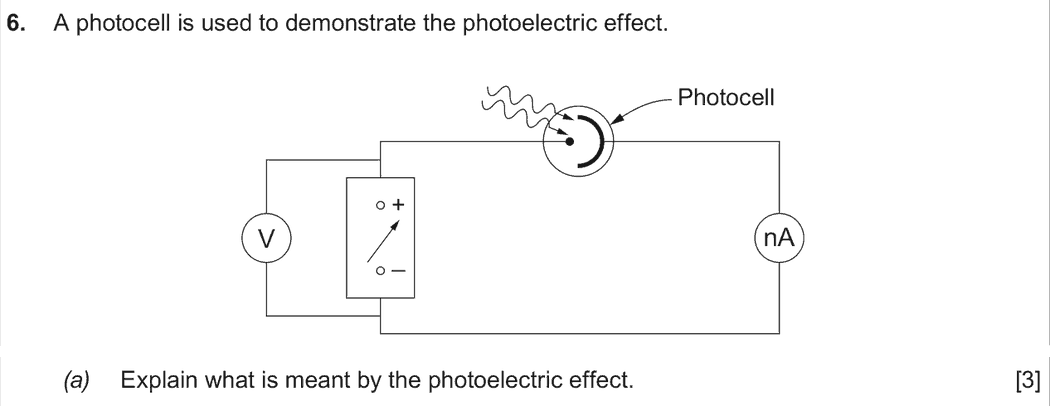 6. A photocell is used to demonstrate the photoelectric effect.
Photocell
+
V
nA
–
(a) Explain what is meant by the photoelectric effect. [3]